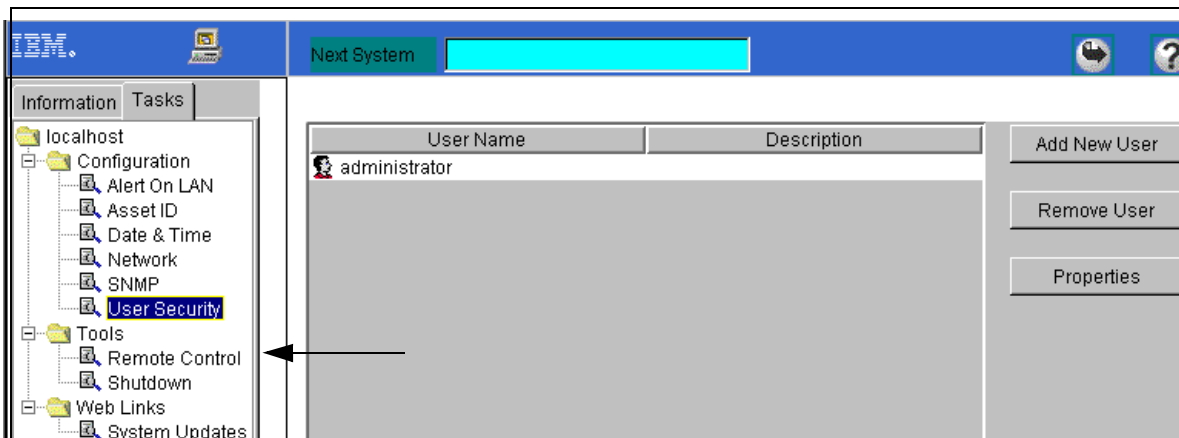 IBM.
Next System
?
Information Tasks
localhost
Configuration
Alert On LAN
Asset ID
Date & Time
Network
SNMP
User Security
Tools
Remote Control
Shutdown
Web Links
System Updates
User Name Description
administrator
Add New User
Remove User
Properties